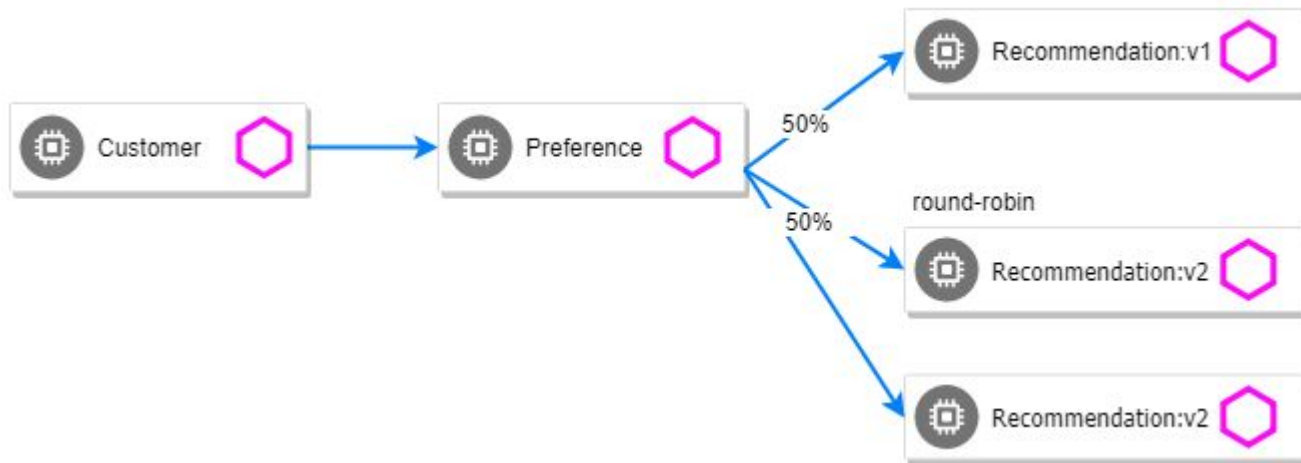 Recommendation:v1
50%
Customer
Preference
round-robin
50%
Recommendation:v2
Recommendation:v2